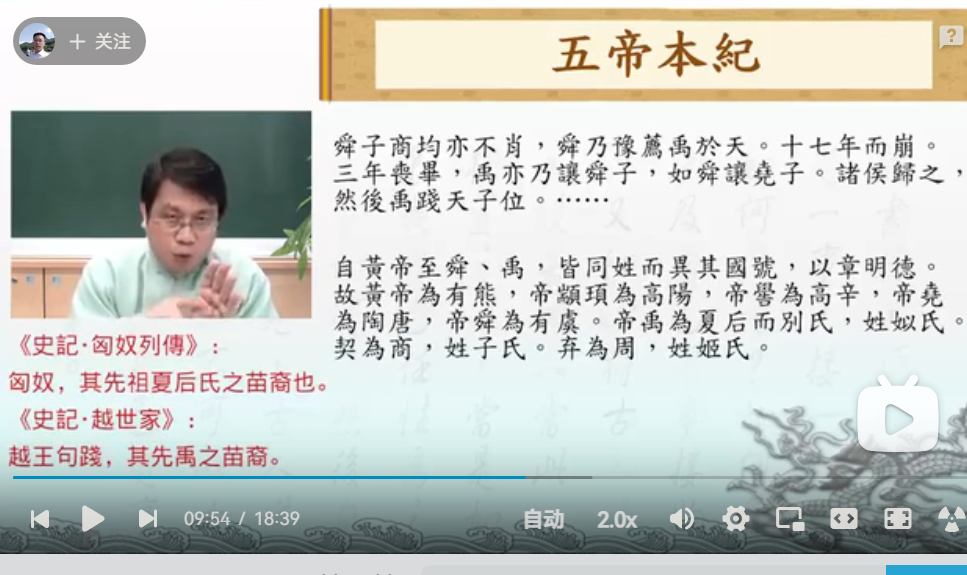 + 关注
五帝本紀
?
舜子商均亦不肖，舜乃豫薦禹於天。十七年而崩。
三年喪畢，禹亦乃讓舜子，如舜讓堯子。諸侯歸之，
然後禹踐天子位。⋯⋯
自黃帝至舜、禹，皆同姓而異其國號，以章明德。
故黃帝為有熊，帝顓頊為高陽，帝嚳為高辛，帝堯
為陶唐，帝舜為有虞。帝禹為夏后而別氏，姓姒氏。
契為商，姓子氏。弃為周，姓姬氏。
《史記·匈奴列傳》：
匈奴，其先祖夏后氏之苗裔也。
《史記·越世家》：
越王句踐，其先禹之苗裔。
09:54 / 18:39
自动
2.0x